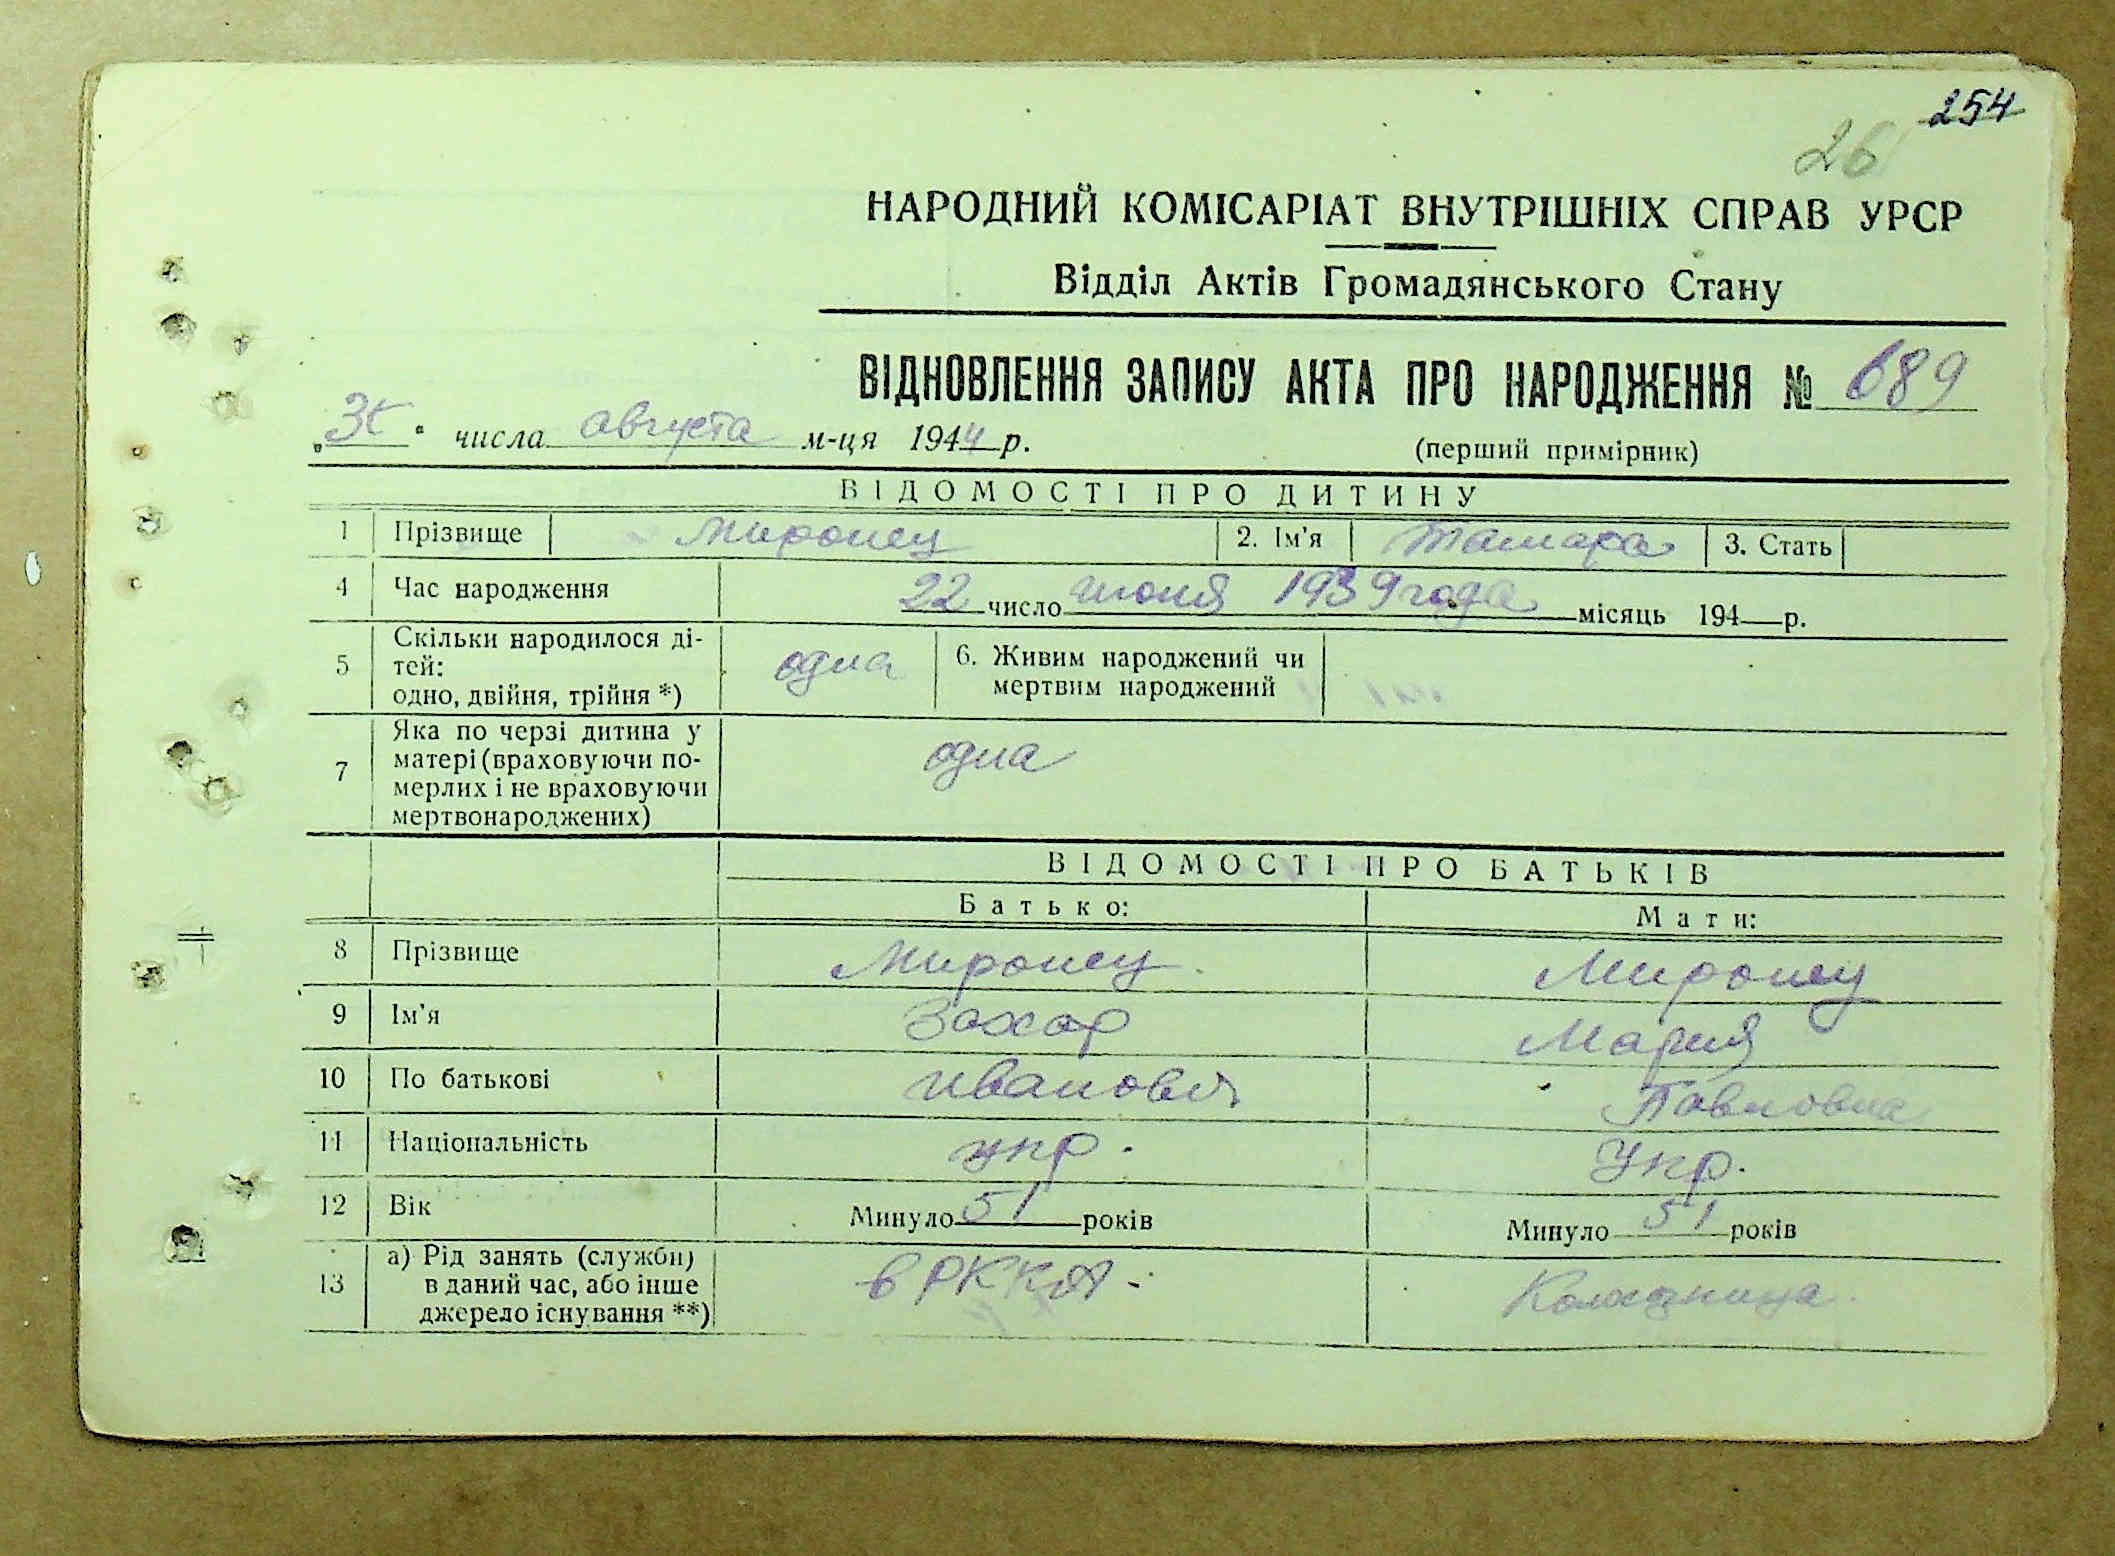 254
26
НАРОДНИЙ КОМІСАРІАТ ВНУТРІШНІХ СПРАВ УРСР
Відділ Актів Громадянського Стану
ВІДНОВЛЕННЯ ЗАПИСУ АКТА ПРО НАРОДЖЕННЯ № 689
" " числа августа м-ця 1944 р.
(перший примірник)
ВІДОМОСТІ ПРО ДИТИНУ
1 Прізвище Миронец 2. Ім'я Тамара 3. Стать
4 Час народження 22 число июня 1939 года місяць 194 р.
5 Скільки народилося ді-
тей:
одно, двійня, трійня *) одна 6. Живим народжений чи
мертвим народжений
7 Яка по черзі дитина у
матері (враховуючи по-
мерлих і не враховуючи
мертвонароджених) одна
ВІДОМОСТІ ПРО БАТЬКІВ
Батько: Мати:
8 Прізвище Миронец Миронец
9 Ім'я Захар Мария
10 По батькові Иванович Павловна
11 Національність укр. Укр.
12 Вік Минуло 51 років Минуло 51 років
13 а) Рід занять (служби)
в даний час, або інше
джерело існування **) в РККА Колхозница